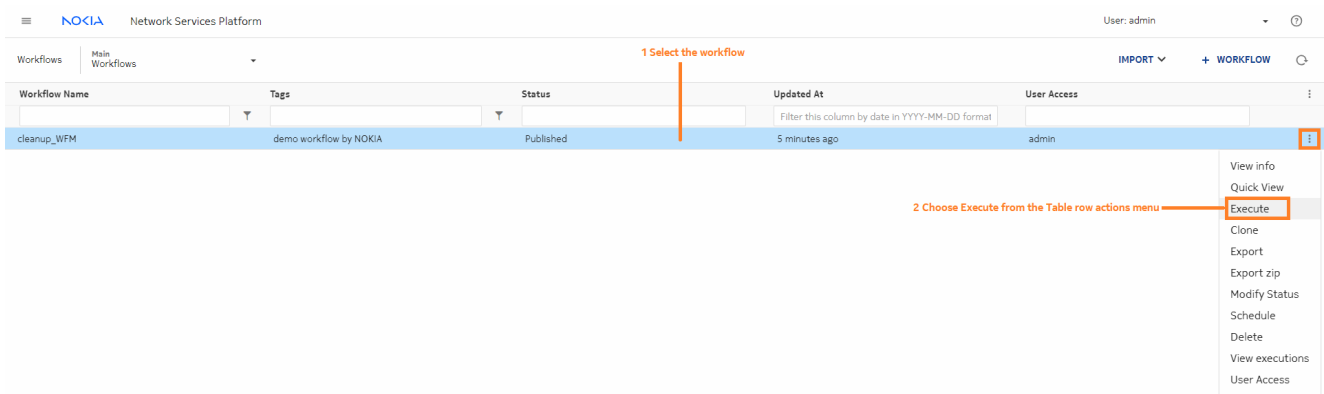 NOKIA Network Services Platform User: admin
Workflows Main Workflows 1 Select the workflow IMPORT + WORKFLOW
Workflow Name Tags Status Updated At User Access
Filter this column by date in YYYY-MM-DD format
cleanup_WFM demo workflow by NOKIA Published 5 minutes ago admin
View info
Quick View
2 Choose Execute from the Table row actions menu Execute
Clone
Export
Export zip
Modify Status
Schedule
Delete
View executions
User Access